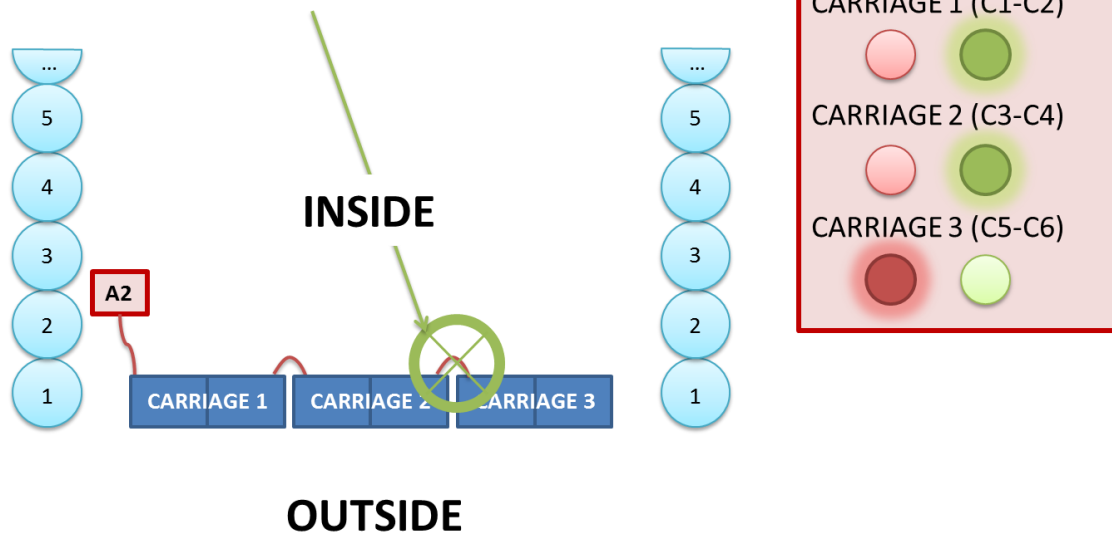 CARRIAGE 1 (C1-C2)
CARRIAGE 2 (C3-C4)
CARRIAGE 3 (C5-C6)
...
5
4
3
2
1
...
5
4
3
2
1
INSIDE
A2
CARRIAGE 1
CARRIAGE 2
CARRIAGE 3
OUTSIDE